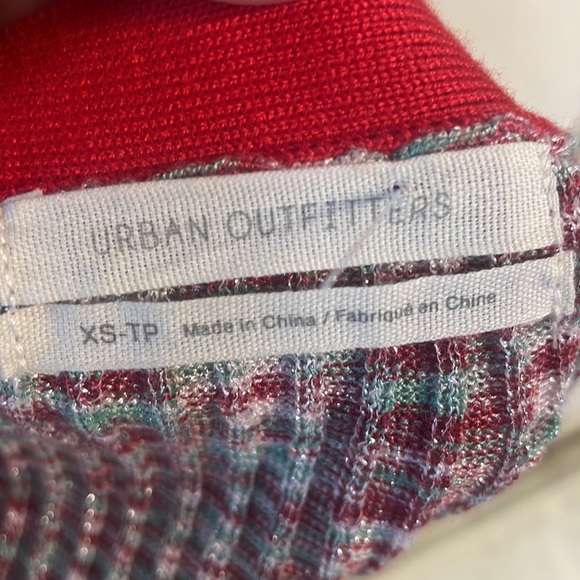 URBAN OUTFITTERS
XS-TP Made in China / Fabriqué en Chine